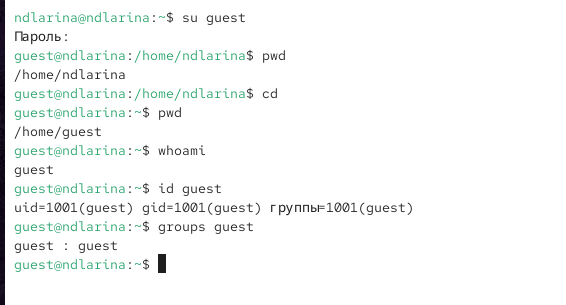 ndlarina@ndlarina:~$ su guest
Пароль:
guest@ndlarina:/home/ndlarina$ pwd
/home/ndlarina
guest@ndlarina:/home/ndlarina$ cd
guest@ndlarina:~$ pwd
/home/guest
guest@ndlarina:~$ whoami
guest
guest@ndlarina:~$ id guest
uid=1001(guest) gid=1001(guest) группы=1001(guest)
guest@ndlarina:~$ groups guest
guest : guest
guest@ndlarina:~$